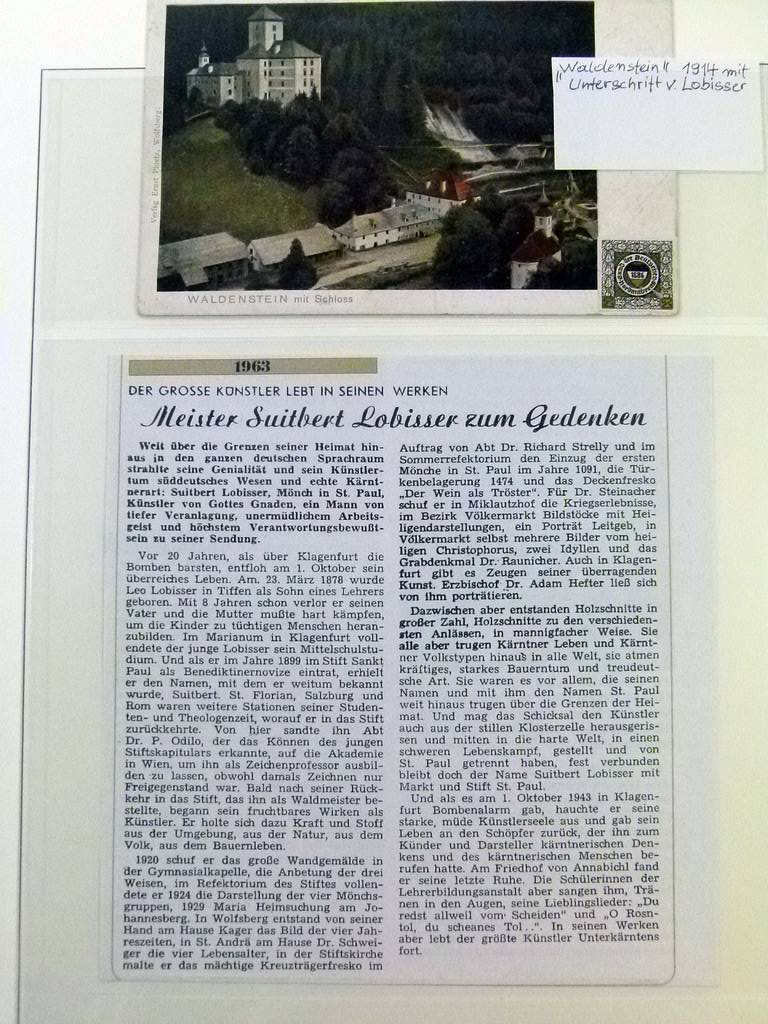 „Waldenstein" 1914 mit
Unterschrift v. Lobisser
Verlag Ernst Ploetz, Wolfsberg
1886
WALDENSTEIN mit Schloss
1963
DER GROSSE KÜNSTLER LEBT IN SEINEN WERKEN
Meister Suitbert Lobisser zum Gedenken
Weit über die Grenzen seiner Heimat hin-
aus in den ganzen deutschen Sprachraum
strahlte seine Genialität und sein Künstler-
tum süddeutsches Wesen und echte Kärnt-
nerart: Suitbert Lobisser, Mönch in St. Paul,
Künstler von Gottes Gnaden, ein Mann von
tiefer Veranlagung, unermüdlichem Arbeits-
geist und höchstem Verantwortungsbewußt-
sein zu seiner Sendung.
Vor 20 Jahren, als über Klagenfurt die
Bomben barsten, entfloh am 1. Oktober sein
überreiches Leben. Am. 23. März 1878 wurde
Leo Lobisser in Tiffen als Sohn eines Lehrers
geboren. Mit 8 Jahren schon verlor er seinen
Vater und die Mutter mußte hart kämpfen,
um die Kinder zu tüchtigen Menschen heran-
zubilden. Im Marianum in Klagenfurt voll-
endete der junge Lobisser sein Mittelschulstu-
dium. Und als er im Jahre 1899 im Stift Sankt
Paul als Benediktinernovize eintrat, erhielt
er den Namen, mit dem er weitum bekannt
wurde, Suitbert. St. Florian, Salzburg und
Rom waren weitere Stationen seiner Studen-
ten- und Theologenzeit, worauf er in das Stift
zurückkehrte. Von hier sandte ihn Abt
Dr. P. Odilo, der das Können des jungen
Stiftskapitulars erkannte, auf die Akademie
in Wien, um ihn als Zeichenprofessor ausbil-
den zu lassen, obwohl damals Zeichnen nur
Freigegenstand war. Bald nach seiner Rück-
kehr in das Stift, das ihn als Waldmeister be-
stellte, begann sein fruchtbares Wirken als
Künstler. Er holte sich dazu Kraft und Stoff
aus der Umgebung, aus der Natur, aus dem
Volk, aus dem Bauernleben.
1920 schuf er das große Wandgemälde in
der Gymnasialkapelle, die Anbetung der drei
Weisen, im Refektorium des Stiftes vollen-
dete er 1924 die Darstellung der vier Mönchs-
gruppen, 1929 Maria Heimsuchung am Jo-
hannesberg. In Wolfsberg entstand von seiner
Hand am Hause Kager das Bild der vier Jah-
reszeiten, in St. Andrä am Hause Dr. Schwei-
ger die vier Lebensalter, in der Stiftskirche
malte er das mächtige Kreuzträgerfresko im
Auftrag von Abt Dr. Richard Strelly und im
Sommerrefektorium den Einzug der ersten
Mönche in St. Paul im Jahre 1091, die Tür-
kenbelagerung 1474 und das Deckenfresko
„Der Wein als Tröster". Für Dr. Steinacher
schuf er in Miklautzhof die Kriegserlebnisse,
im Bezirk Völkermarkt Bildstöcke mit Hei-
ligendarstellungen, ein Porträt Leitgeb, in
Völkermarkt selbst mehrere Bilder vom hei-
ligen Christophorus, zwei Idyllen und das
Grabdenkmal Dr. Raunicher. Auch in Klagen-
furt gibt es Zeugen seiner überragenden
Kunst. Erzbischof Dr. Adam Hefter ließ sich
von ihm porträtieren.
Dazwischen aber entstanden Holzschnitte in
großer Zahl, Holzschnitte zu den verschieden-
sten Anlässen, in mannigfacher Weise. Sie
alle aber trugen Kärntner Leben und Kärnt-
ner Volkstypen hinaus in alle Welt, sie atmen
kräftiges, starkes Bauerntum und treudeut-
sche Art. Sie waren es vor allem, die seinen
Namen und mit ihm den Namen St. Paul
weit hinaus trugen über die Grenzen der Hei-
mat. Und mag das Schicksal den Künstler
auch aus der stillen Klosterzelle herausgeris-
sen und mitten in die harte Welt, in einen
schweren Lebenskampf, gestellt und von
St. Paul getrennt haben, fest verbunden
bleibt doch der Name Suitbert Lobisser mit
Markt und Stift St. Paul.
Und als es am 1. Oktober 1943 in Klagen-
furt Bombenalarm gab, hauchte er seine
starke, müde Künstlerseele aus und gab sein
Leben an den Schöpfer zurück, der ihn zum
Künder und Darsteller kärntnerischen Den-
kens und des kärntnerischen Menschen be-
rufen hatte. Am Friedhof von Annabichl fand
er seine letzte Ruhe. Die Schülerinnen der
Lehrerbildungsanstalt aber sangen ihm, Trä-
nen in den Augen, seine Lieblingslieder: „Du
redst allweil vom Scheiden" und „O Rosn-
tol, du scheanes Tol . .". In seinen Werken
aber lebt der größte Künstler Unterkärntens
fort.